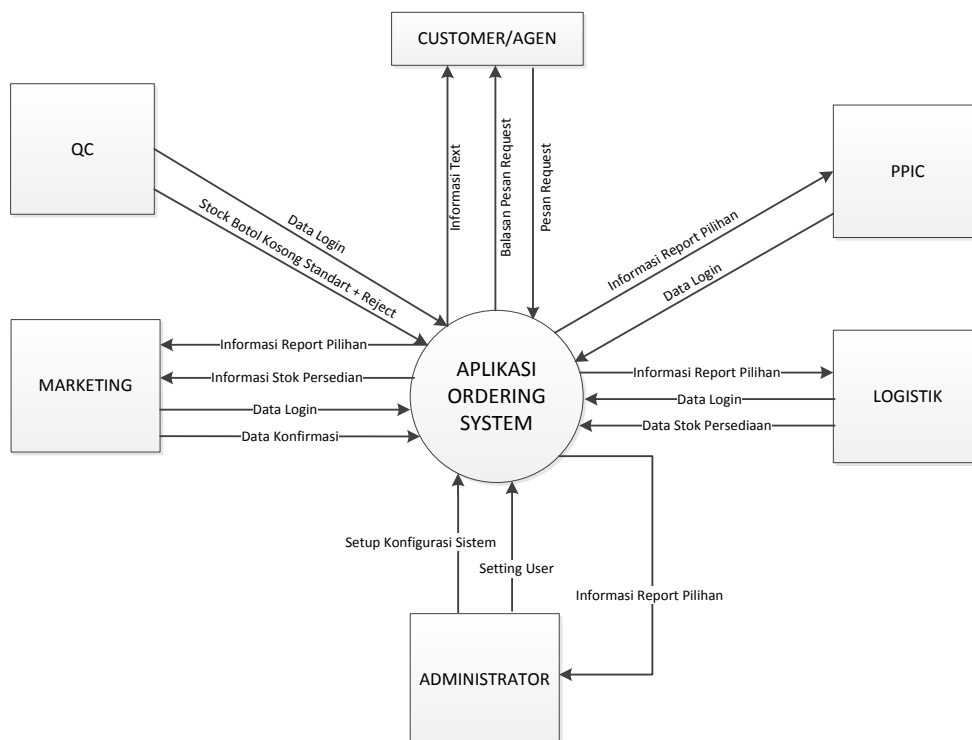 CUSTOMER/AGEN
QC
PPIC
Informasi Text
Balasan Pesan Request
Pesan Request
Data Login
Stock Botol Kosong Standart + Reject
Informasi Report Pilihan
Data Login
MARKETING
Informasi Report Pilihan
Informasi Stok Persedian
Data Login
Data Konfirmasi
APLIKASI
ORDERING
SYSTEM
Informasi Report Pilihan
Data Login
Data Stok Persediaan
LOGISTIK
Setup Konfigurasi Sistem
Setting User
Informasi Report Pilihan
ADMINISTRATOR